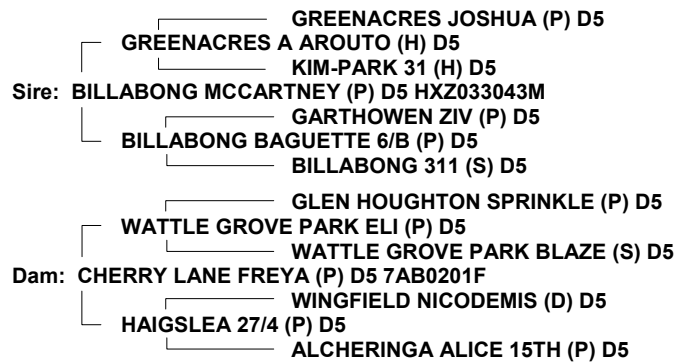 GREENACRES JOSHUA (P) D5
GREENACRES A AROUTO (H) D5
KIM-PARK 31 (H) D5
Sire: BILLABONG MCCARTNEY (P) D5 HXZ033043M
GARTHOWEN ZIV (P) D5
BILLABONG BAGUETTE 6/B (P) D5
BILLABONG 311 (S) D5
GLEN HOUGHTON SPRINKLE (P) D5
WATTLE GROVE PARK ELI (P) D5
WATTLE GROVE PARK BLAZE (S) D5
Dam: CHERRY LANE FREYA (P) D5 7AB0201F
WINGFIELD NICODEMIS (D) D5
HAIGSLEA 27/4 (P) D5
ALCHERINGA ALICE 15TH (P) D5